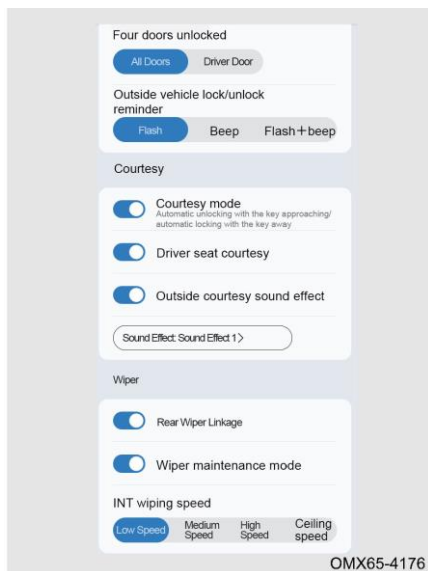 Four doors unlocked
All Doors Driver Door
Outside vehicle lock/unlock
reminder
Flash Beep Flash+beep
Courtesy
Courtesy mode
Automatic unlocking with the key approaching/
automatic locking with the key away
Driver seat courtesy
Outside courtesy sound effect
Sound Effect: Sound Effect 1>
Wiper
Rear Wiper Linkage
Wiper maintenance mode
INT wiping speed
Low Speed Medium Speed High Speed Ceiling speed
OMX65-4176